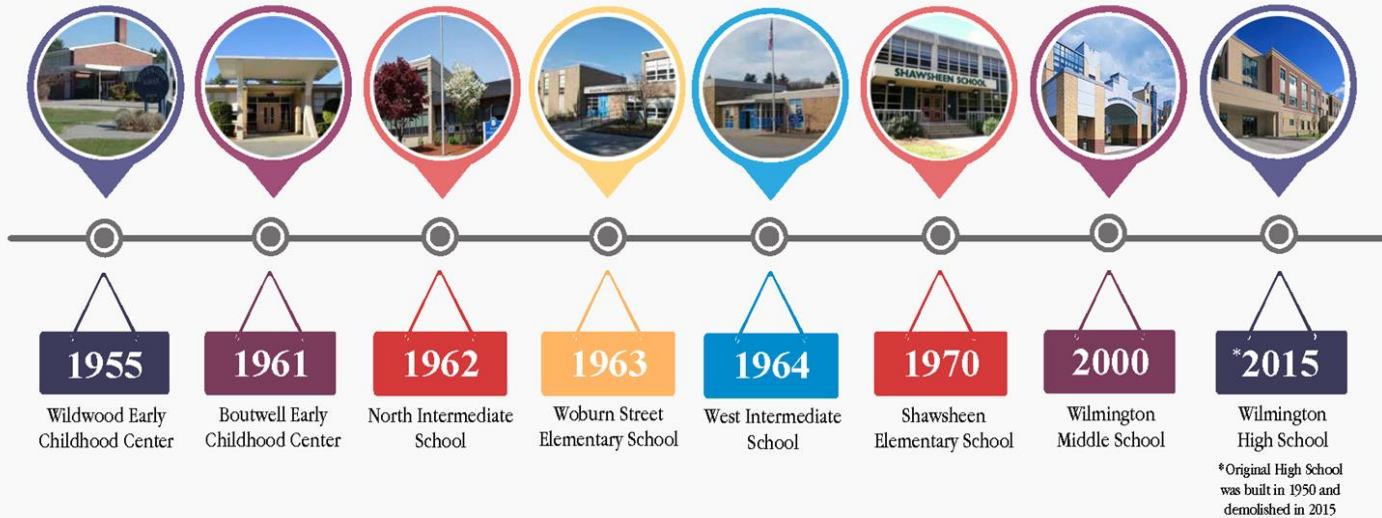 SHAWSHEEN SCHOOL
1955
1961
1962
1963
1964
1970
2000
*2015
Wildwood Early
Childhood Center
Boutwell Early
Childhood Center
North Intermediate
School
Woburn Street
Elementary School
West Intermediate
School
Shawsheen
Elementary School
Wilmington
Middle School
Wilmington
High School
*Original High School
was built in 1950 and
demolished in 2015